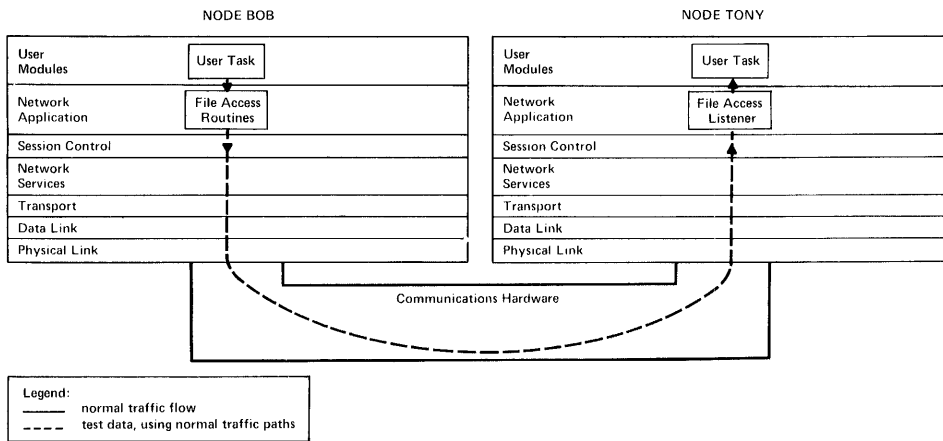 NODE BOB
User
Modules
User Task
Network
Application
File Access
Routines
Session Control
Network
Services
Transport
Data Link
Physical Link
NODE TONY
User
Modules
User Task
Network
Application
File Access
Listener
Session Control
Network
Services
Transport
Data Link
Physical Link
Communications Hardware
Legend:
normal traffic flow
test data, using normal traffic paths